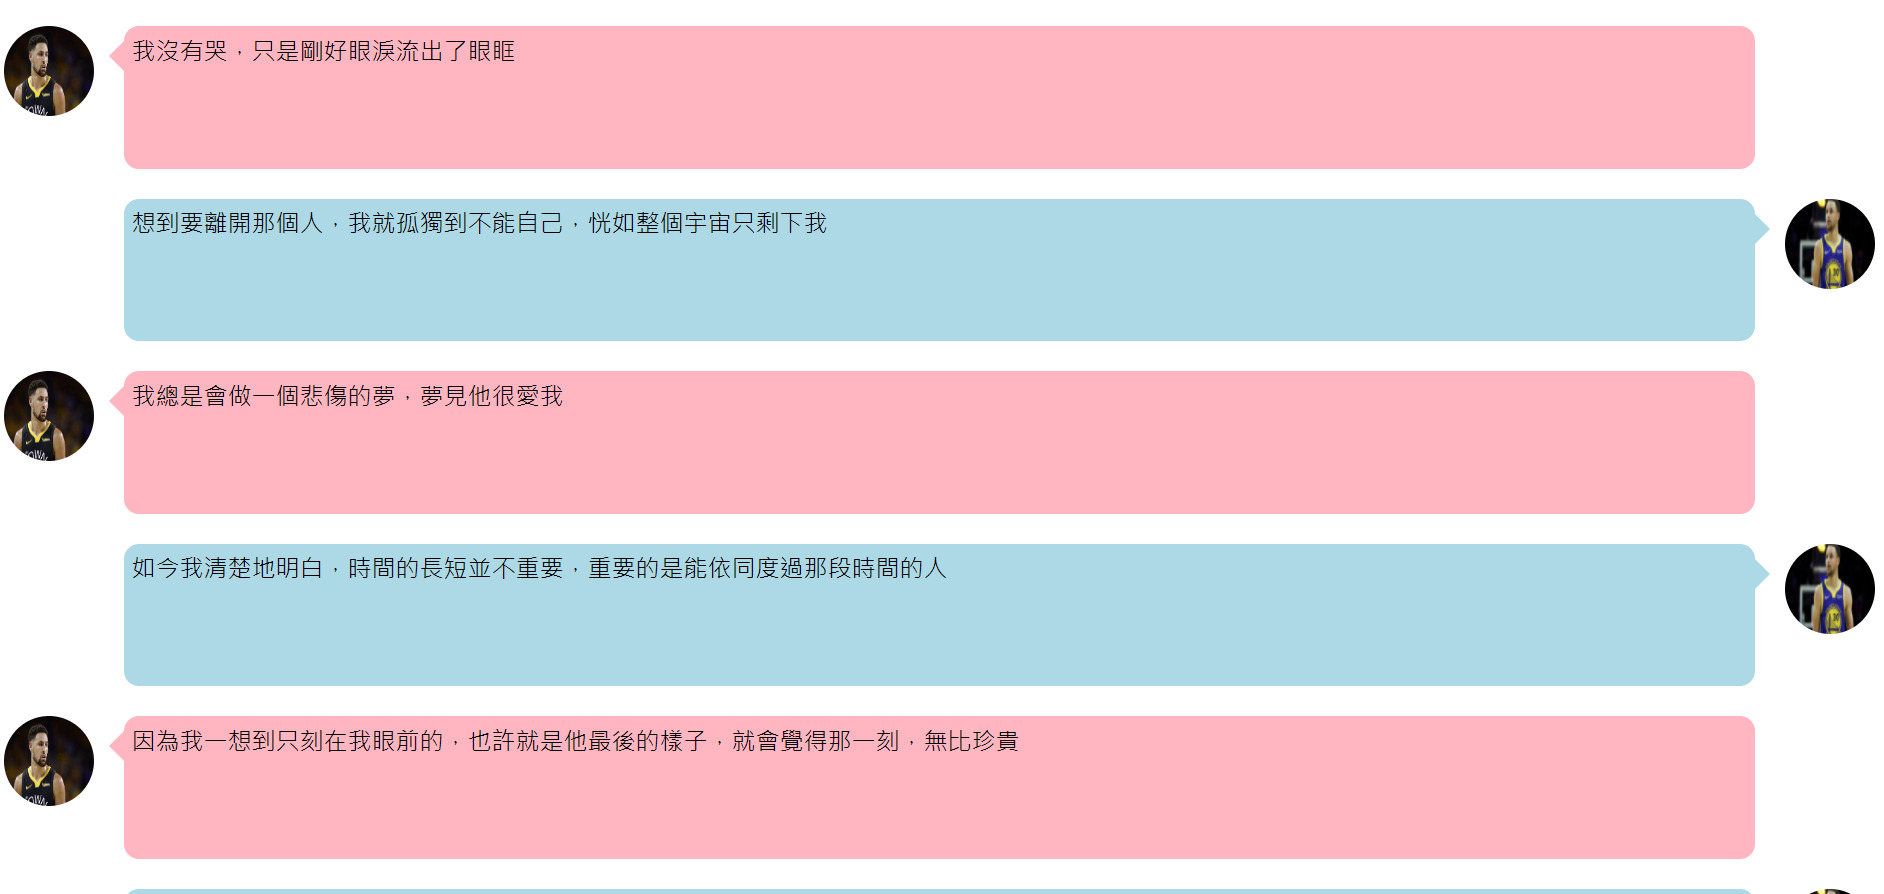 我沒有哭，只是剛好眼淚流出了眼眶
想到要離開那個人，我就孤獨到不能自己，恍如整個宇宙只剩下我
我總是會做一個悲傷的夢，夢見他很愛我
如今我清楚地明白，時間的長短並不重要，重要的是能依同度過那段時間的人
因為我一想到只刻在我眼前的，也許就是他最後的樣子，就會覺得那一刻，無比珍貴